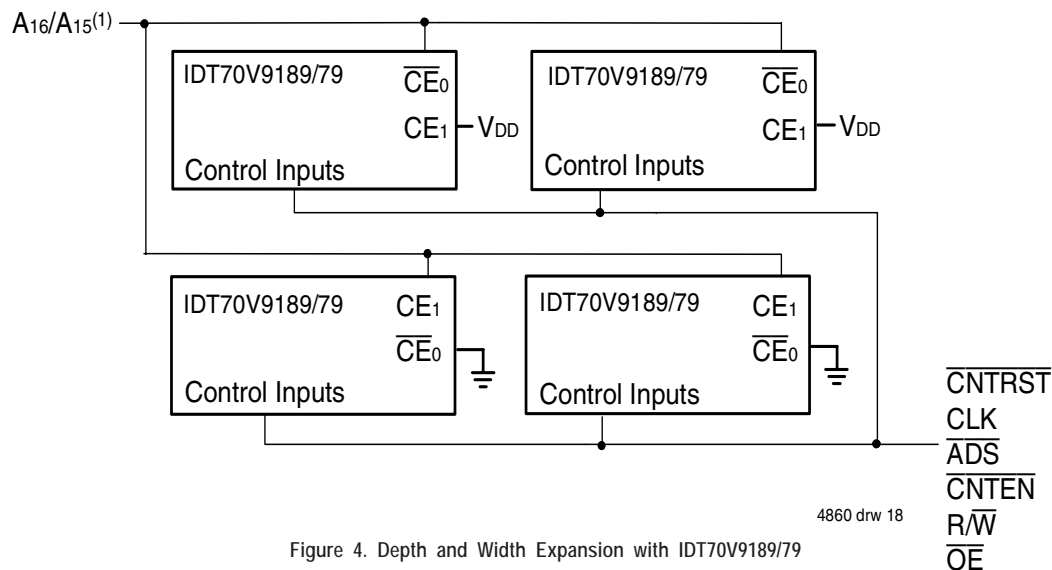 A16/A15(1)
IDT70V9189/79
CE0
CE1
VDD
Control Inputs
IDT70V9189/79
CE0
CE1
VDD
Control Inputs
IDT70V9189/79
CE1
CE0
Control Inputs
IDT70V9189/79
CE1
CE0
Control Inputs
CNTRST
CLK
ADS
CNTEN
R/W
OE
4860 drw 18
Figure 4. Depth and Width Expansion with IDT70V9189/79